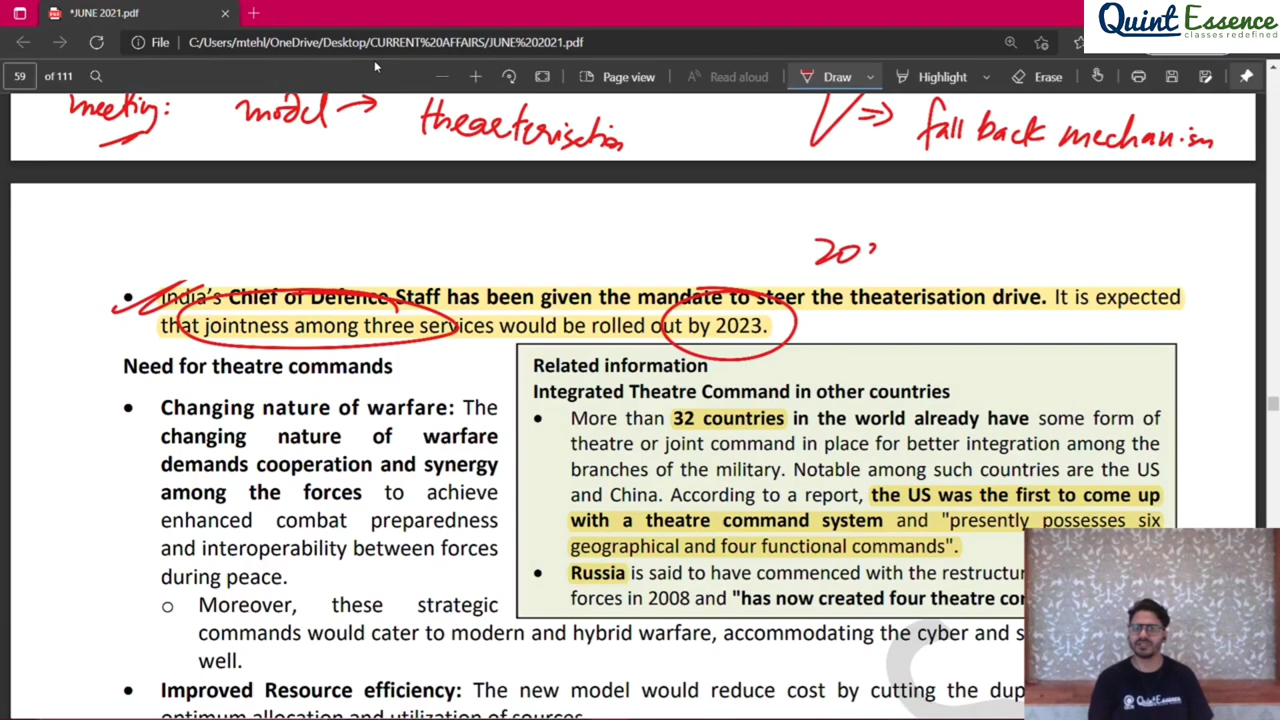 *JUNE 2021.pdf
Quint Essence
classes redefined
File C:/Users/mtehl/OneDrive/Desktop/CURRENT%20AFFAIRS/JUNE%202021.pdf
59 of 111 Page view Read aloud Draw Highlight Erase
meeting: model → theaterisation ⇒ fall back mechanism
• India's Chief of Defence Staff has been given the mandate to steer the theaterisation drive. It is expected
that jointness among three services would be rolled out by 2023.
Need for theatre commands
• Changing nature of warfare: The
changing nature of warfare
demands cooperation and synergy
among the forces to achieve
enhanced combat preparedness
and interoperability between forces
during peace.
○ Moreover, these strategic
commands would cater to modern and hybrid warfare, accommodating the cyber and
well.
• Improved Resource efficiency: The new model would reduce cost by cutting the
optimum allocation and utilization of sources.
Related information
Integrated Theatre Command in other countries
• More than 32 countries in the world already have some form of
theatre or joint command in place for better integration among the
branches of the military. Notable among such countries are the US
and China. According to a report, the US was the first to come up
with a theatre command system and "presently possesses six
geographical and four functional commands".
• Russia is said to have commenced with the
forces in 2008 and "has now created four theatre
Quint Essence